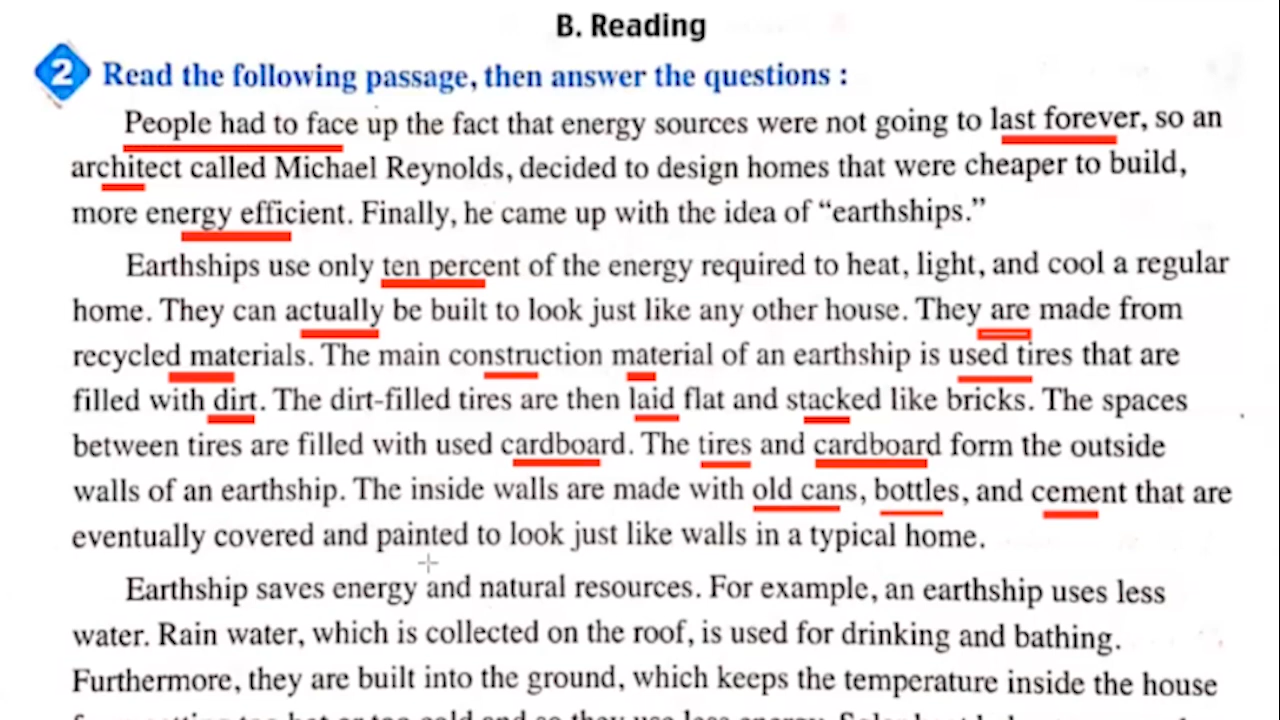 B. Reading
2 Read the following passage, then answer the questions :
People had to face up the fact that energy sources were not going to last forever, so an
architect called Michael Reynolds, decided to design homes that were cheaper to build,
more energy efficient. Finally, he came up with the idea of “earthships.”
Earthships use only ten percent of the energy required to heat, light, and cool a regular
home. They can actually be built to look just like any other house. They are made from
recycled materials. The main construction material of an earthship is used tires that are
filled with dirt. The dirt-filled tires are then laid flat and stacked like bricks. The spaces
between tires are filled with used cardboard. The tires and cardboard form the outside
walls of an earthship. The inside walls are made with old cans, bottles, and cement that are
eventually covered and painted to look just like walls in a typical home.
Earthship saves energy and natural resources. For example, an earthship uses less
water. Rain water, which is collected on the roof, is used for drinking and bathing.
Furthermore, they are built into the ground, which keeps the temperature inside the house